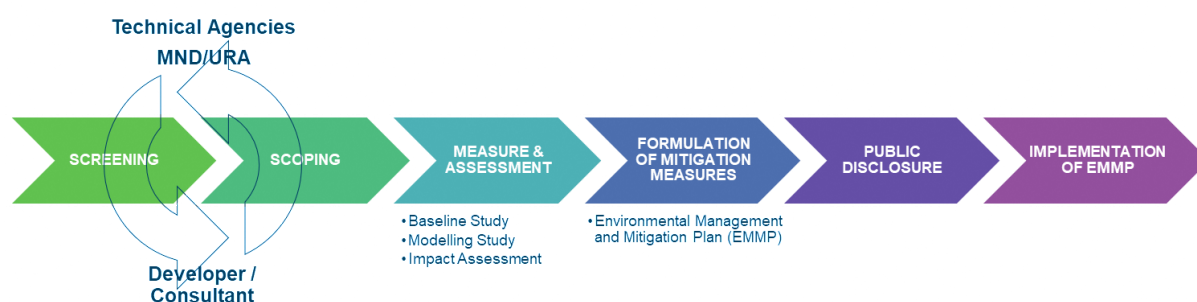 Technical Agencies
MND/URA
SCREENING
SCOPING
MEASURE &
ASSESSMENT
FORMULATION
OF MITIGATION
MEASURES
PUBLIC
DISCLOSURE
IMPLEMENTATION
OF EMMP
• Baseline Study
• Modelling Study
• Impact Assessment
• Environmental Management
and Mitigation Plan (EMMP)
Developer /
Consultant